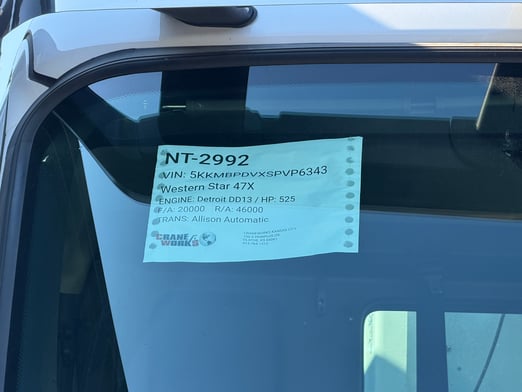 NT-2992
VIN: 5KKMBPDVXSPVP6343
Western Star 47X
ENGINE: Detroit DD13 / HP: 525
F/A: 20000 R/A: 46000
TRANS: Allison Automatic
CRANE WORKS